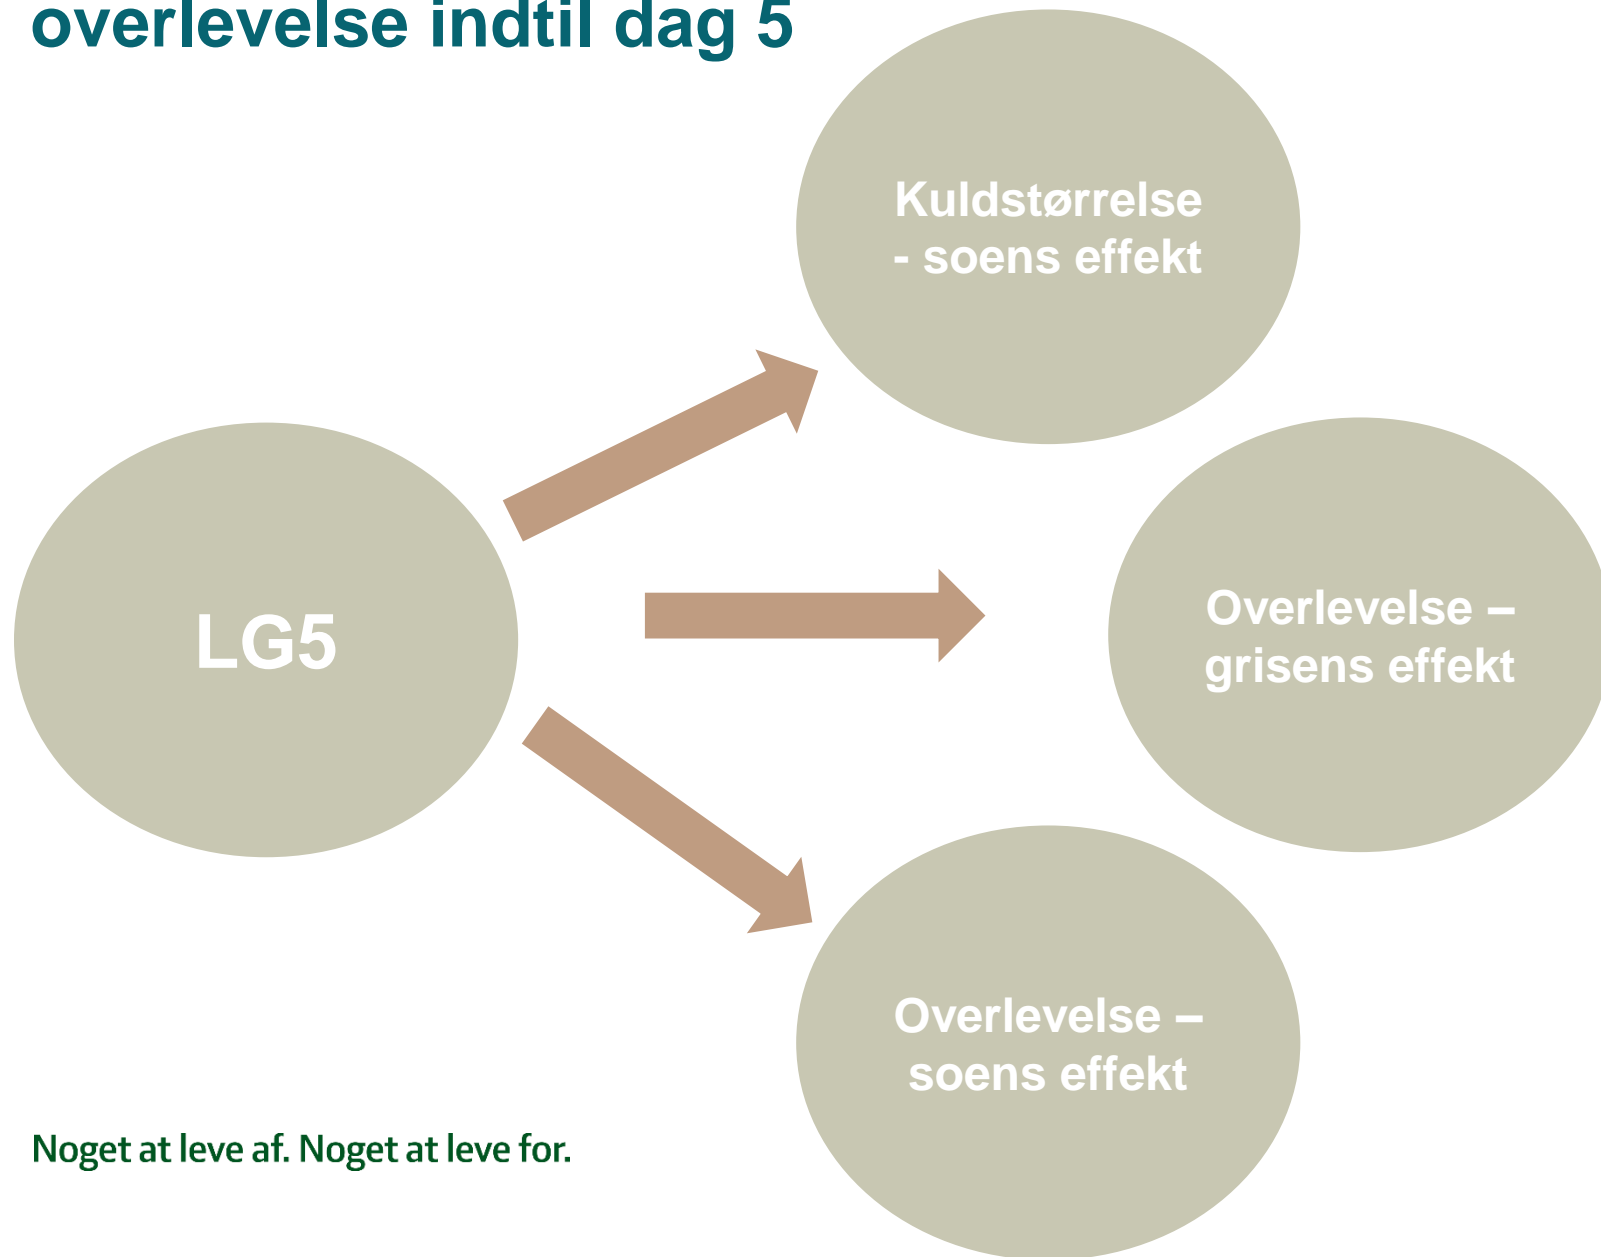 overlevelse indtil dag 5
Kuldstørrelse
- soens effekt
LG5
Overlevelse –
grisens effekt
Overlevelse –
soens effekt
Noget at leve af. Noget at leve for.